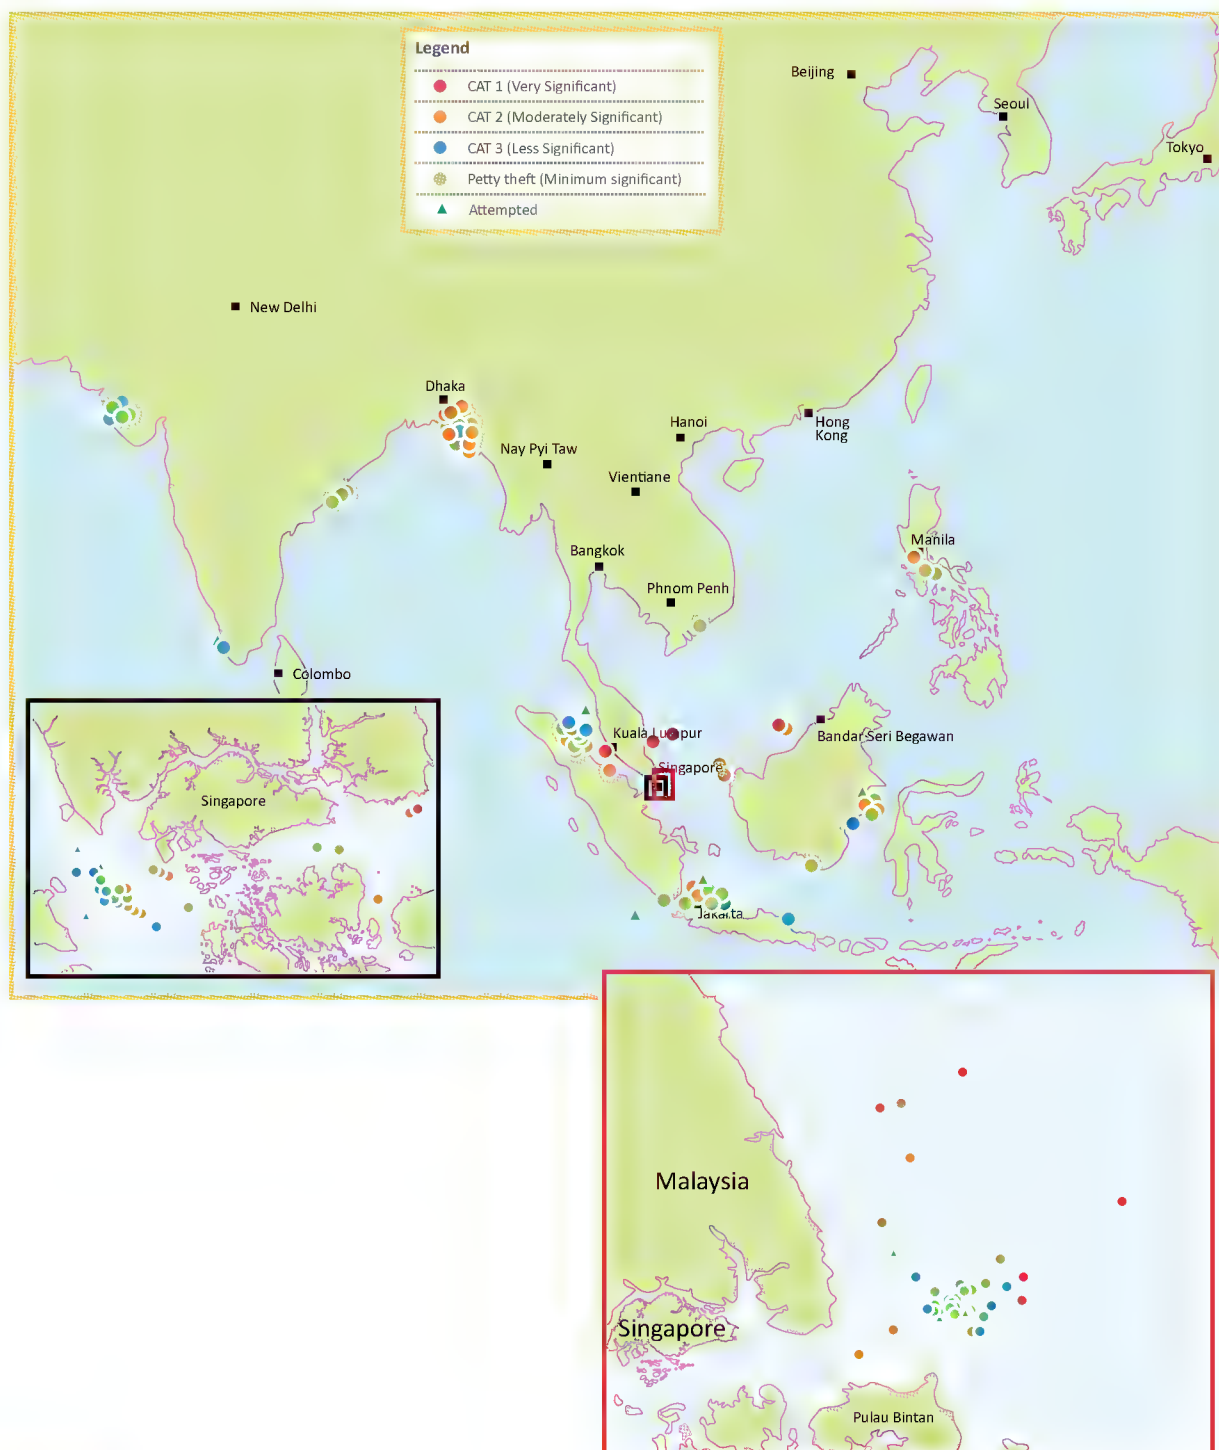 Legend
CAT 1 (Very Significant)
CAT 2 (Moderately Significant)
CAT 3 (Less Significant)
Petty theft (Minimum significant)
Attempted
Beijing
Seoul
Tokyo
New Delhi
Dhaka
Hanoi
Hong
Kong
Nay Pyi Taw
Vientiane
Manila
Bangkok
Phnom Penh
Colombo
Kuala Lumpur
Bandar Seri Begawan
Singapore
Singapore
Jakarta
Malaysia
Singapore
Pulau Bintan